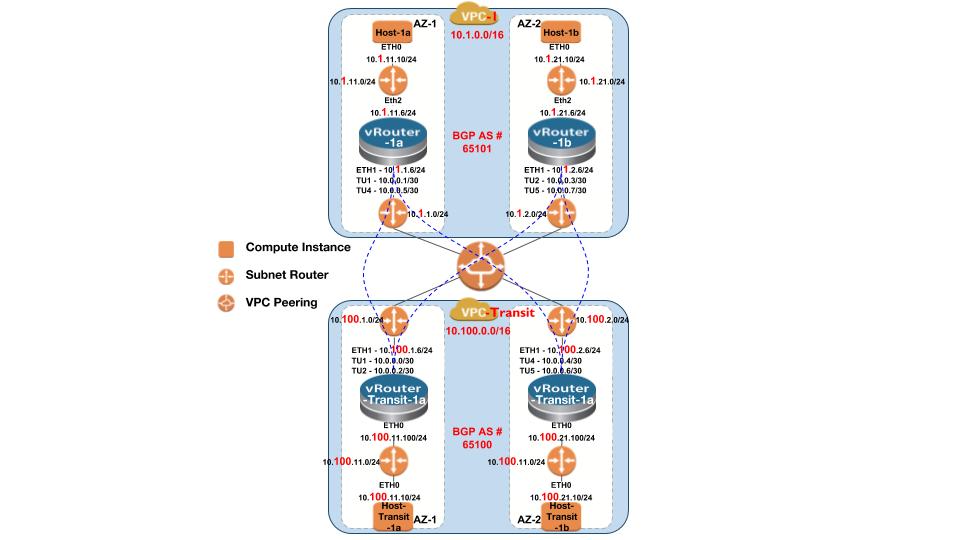 AZ-1
VPC-I
AZ-2
Host-1a
Host-1b
10.1.0.0/16
ETH0
ETH0
10.1.11.10/24
10.1.21.10/24
10.1.11.0/24
10.1.21.0/24
Eth2
Eth2
10.1.11.6/24
10.1.21.6/24
vRouter
-1a
BGP AS #
65101
vRouter
-1b
ETH1 - 10.1.1.6/24
TU1 - 10.0.0.1/30
TU4 - 10.0.0.5/30
ETH1 - 10.1.2.6/24
TU2 - 10.0.0.3/30
TU5 - 10.0.0.7/30
10.1.1.0/24
10.1.2.0/24
Compute Instance
Subnet Router
VPC Peering
VPC-Transit
10.100.1.0/24
10.100.2.0/24
10.100.0.0/16
ETH1 - 10.100.1.6/24
TU1 - 10.0.0.0/30
TU2 - 10.0.0.2/30
ETH1 - 10.100.2.6/24
TU4 - 10.0.0.4/30
TU5 - 10.0.0.6/30
vRouter
-Transit-1a
vRouter
-Transit-1a
ETH0
ETH0
BGP AS #
65100
10.100.11.100/24
10.100.21.100/24
10.100.11.0/24
10.100.11.0/24
ETH0
ETH0
10.100.11.10/24
10.100.21.10/24
Host-
Transit
-1a
AZ-1
AZ-2
Host-
Transit
-1b